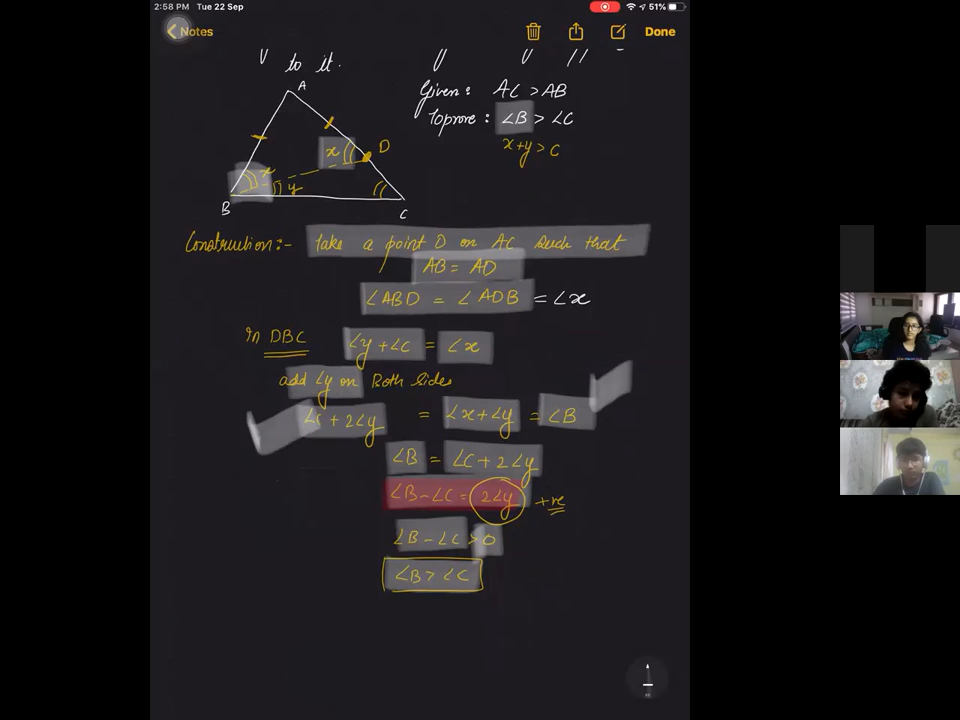 2:58 PM Tue 22 Sep 51%
Notes Done
to it.
Given: AC > AB
To prove: ∠B > ∠C
x+y > C
A
x D
x y
B C
Construction:- Take a point D on AC such that
AB = AD
∠ABD = ∠ADB = ∠x
In DBC ∠y + ∠C = ∠x
add ∠y on Both sides
∠C + 2∠y = ∠x + ∠y = ∠B
∠B = ∠C + 2∠y
∠B - ∠C = 2∠y +ve
∠B - ∠C > 0
∠B > ∠C